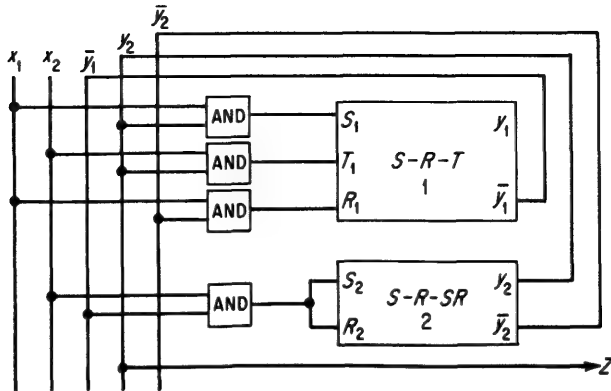 x₁ x₂ ȳ₁ y₂ ȳ₂
AND
AND
AND
S₁ y₁
T₁ S-R-T
1
R₁ ȳ₁
AND
S₂ y₂
S-R-SR
2
R₂ ȳ₂
Z